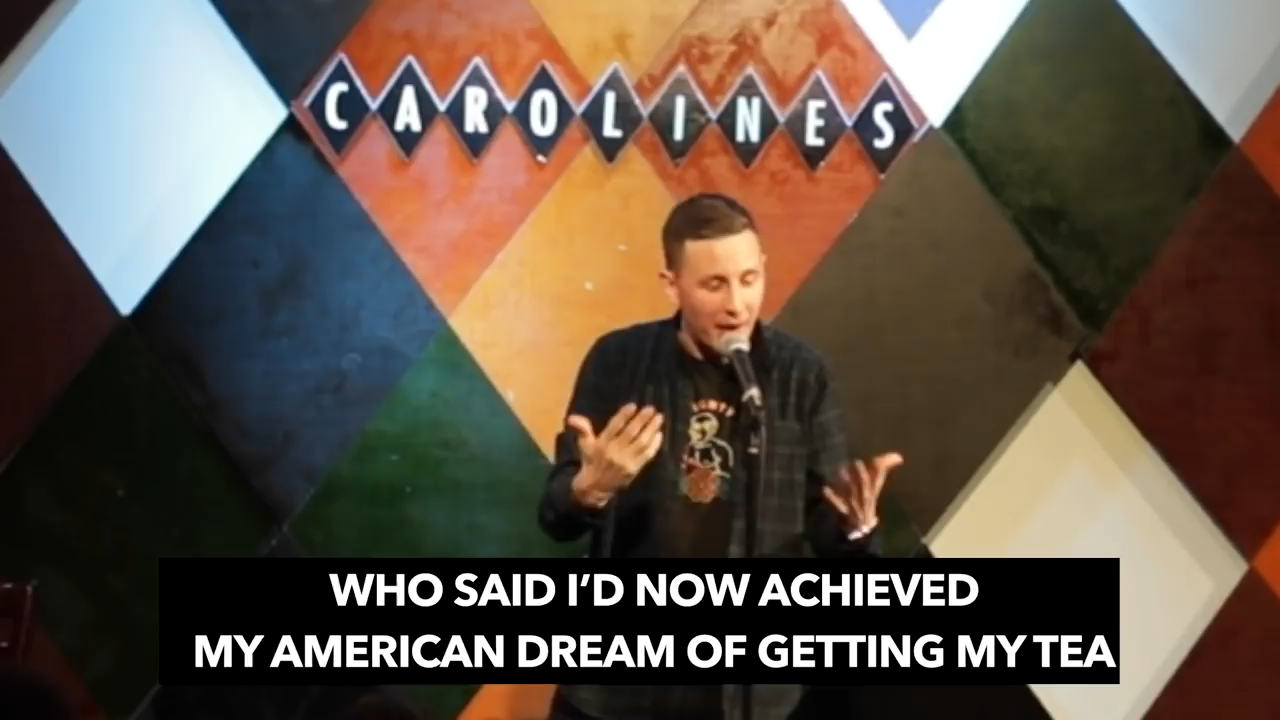 CAROLINES
WHO SAID I'D NOW ACHIEVED
MY AMERICAN DREAM OF GETTING MY TEA